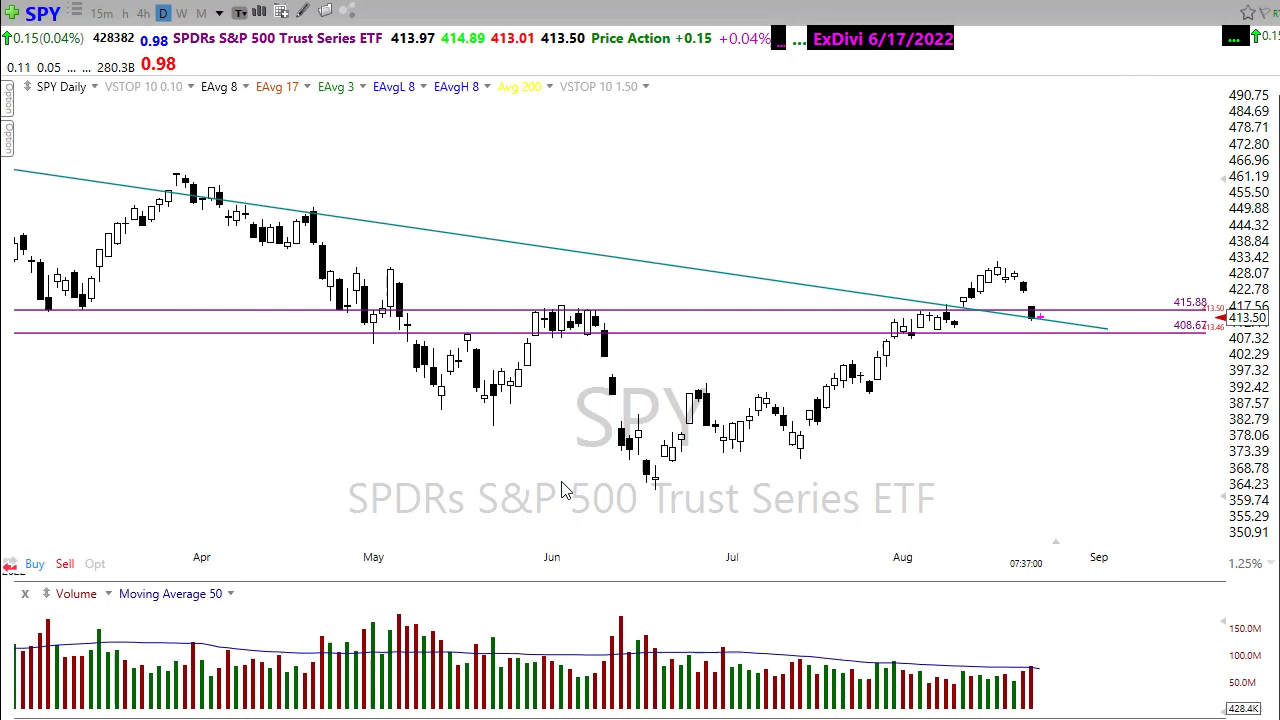 SPY 15m h 4h D W M T
0.15(0.04%) 428382 0.98 SPDRs S&P 500 Trust Series ETF 413.97 414.89 413.01 413.50 Price Action +0.15 +0.04% ... ... ExDivi 6/17/2022 ... 0.15
0.11 0.05 ... ... 280.3B 0.98
SPY Daily VSTOP 10 0.10 EAvg 8 EAvg 17 EAvg 3 EAvgL 8 EAvgH 8 Avg 200 VSTOP 10 1.50
Option
Option
490.75
484.69
478.71
472.80
466.96
461.19
455.50
449.88
444.32
438.84
433.42
428.07
422.78
415.88
417.56
413.50
408.67
13.46
407.32
402.29
397.32
392.42
387.57
382.79
378.06
373.39
368.78
364.23
359.74
355.29
350.91
SPY
SPDRs S&P 500 Trust Series ETF
Apr May Jun Jul Aug Sep
Buy Sell Opt 07:37:00 1.25%
x Volume Moving Average 50
150.0M
100.0M
50.0M
428.4K